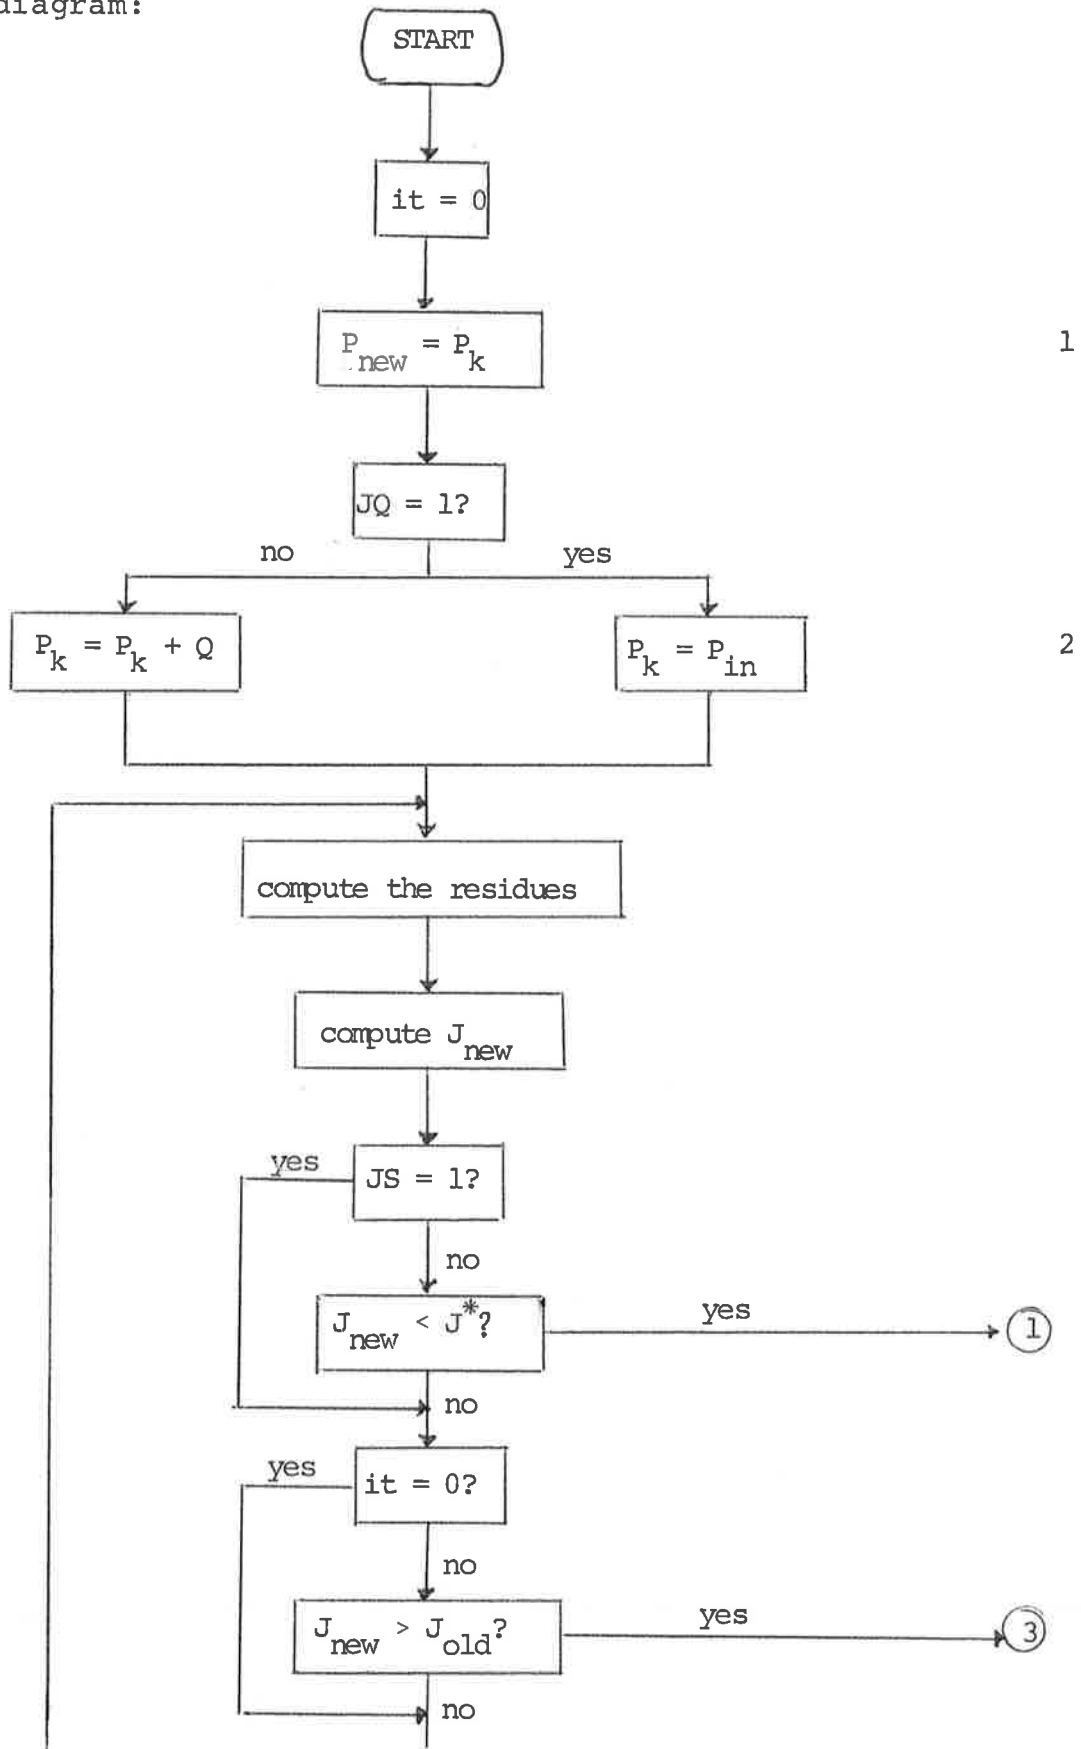 diagram:
START
it = 0
P_new = P_k
1
JQ = 1?
no
yes
P_k = P_k + Q
P_k = P_in
2
compute the residues
compute J_new
yes
JS = 1?
no
J_new < J*?
yes
1
no
yes
it = 0?
no
J_new > J_old?
yes
3
no